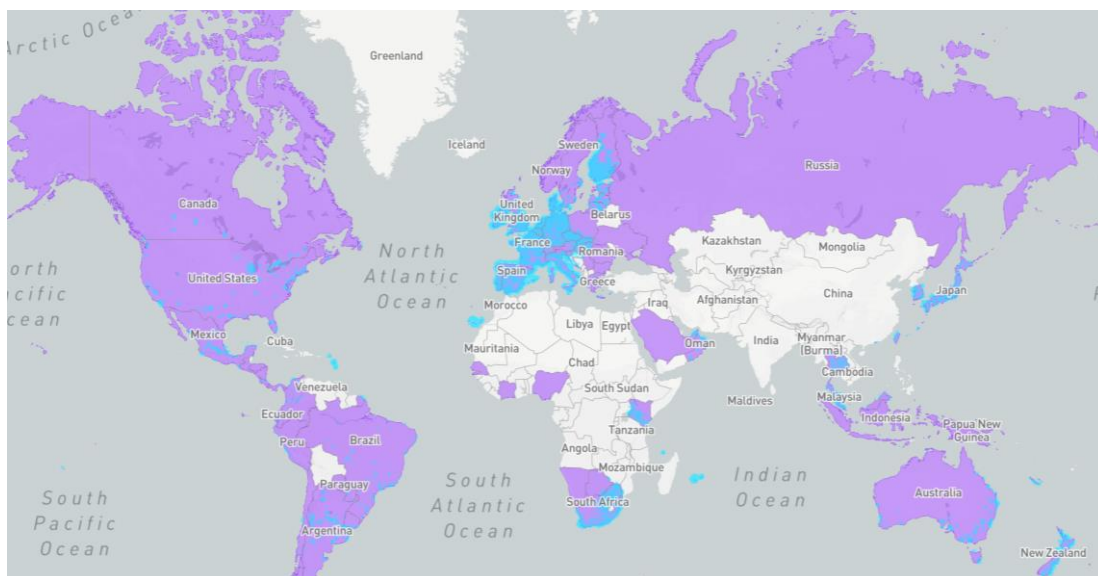 Arctic Ocea
Greenland
Iceland
Sweden
Norway
Russia
Canada
United
Kingdom
Belarus
France
Romania
Kazakhstan
Mongolia
North
Atlantic
Ocean
orth
acific
cean
United States
Spain
Greece
Kyrgyzstan
China
Japan
Morocco
Iraq
Afghanistan
Mexico
Cuba
Libya
Egypt
India
Myanmar
(Burma)
Oman
Mauritania
Chad
Cambodia
Venezuela
South Sudan
Maldives
Malaysia
Ecuador
Indonesia
Papua New
Guinea
Peru
Brazil
Tanzania
Angola
Mozambique
Paraguay
South
Pacific
Ocean
South
Atlantic
Ocean
Indian
Ocean
South Africa
Australia
Argentina
New Zealand